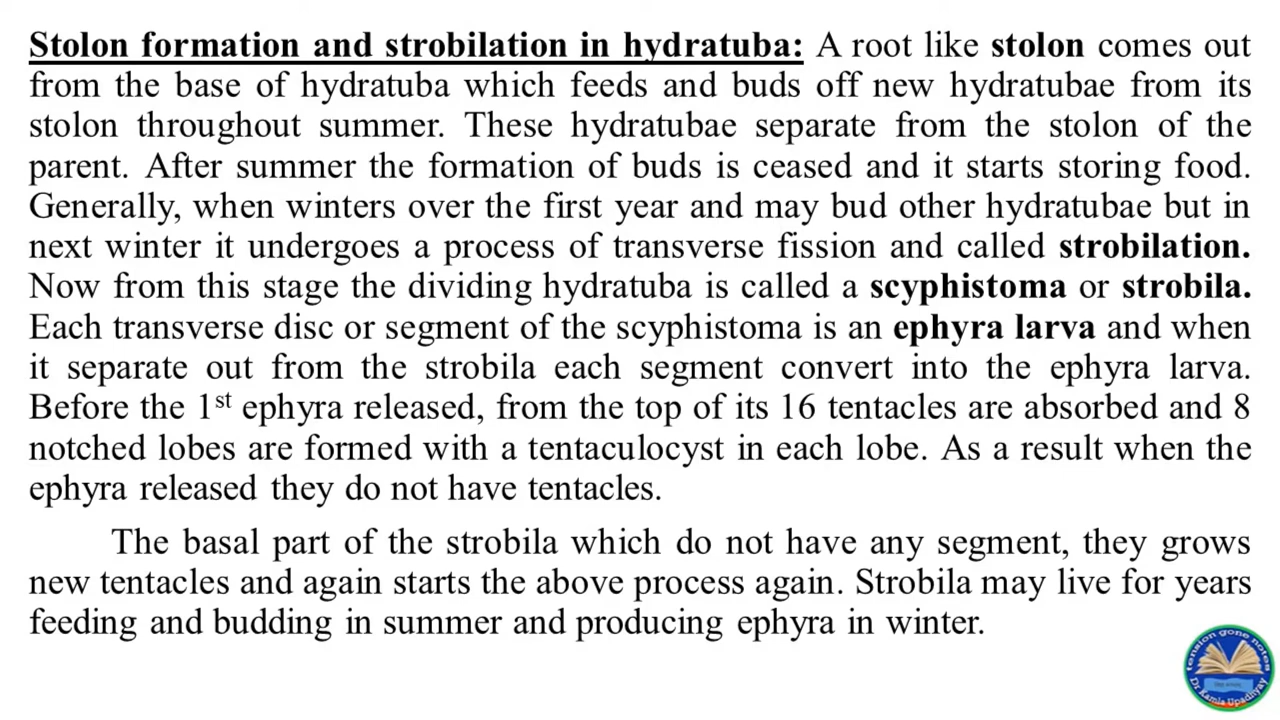 Stolon formation and strobilation in hydratuba: A root like stolon comes out
from the base of hydratuba which feeds and buds off new hydratubae from its
stolon throughout summer. These hydratubae separate from the stolon of the
parent. After summer the formation of buds is ceased and it starts storing food.
Generally, when winters over the first year and may bud other hydratubae but in
next winter it undergoes a process of transverse fission and called strobilation.
Now from this stage the dividing hydratuba is called a scyphistoma or strobila.
Each transverse disc or segment of the scyphistoma is an ephyra larva and when
it separate out from the strobila each segment convert into the ephyra larva.
Before the 1st ephyra released, from the top of its 16 tentacles are absorbed and 8
notched lobes are formed with a tentaculocyst in each lobe. As a result when the
ephyra released they do not have tentacles.
The basal part of the strobila which do not have any segment, they grows
new tentacles and again starts the above process again. Strobila may live for years
feeding and budding in summer and producing ephyra in winter.
tension gone notes
Dr Kamla Upadhyay